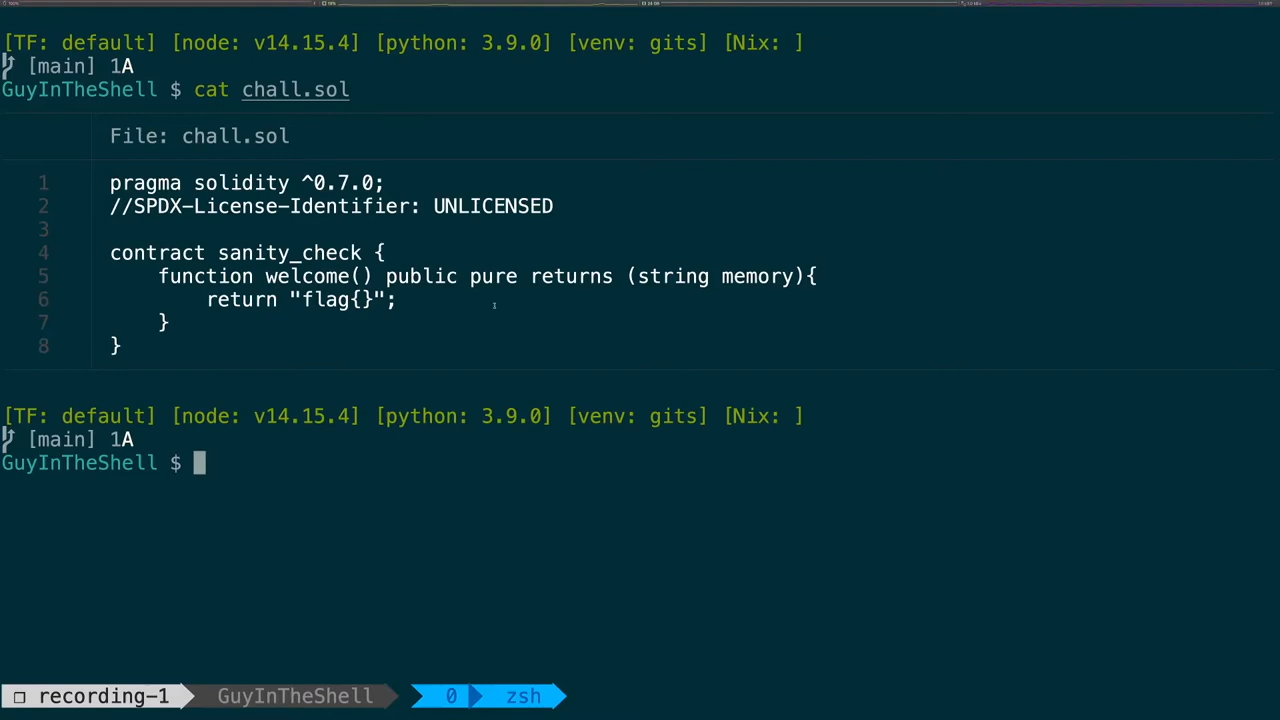 [TF: default] [node: v14.15.4] [python: 3.9.0] [venv: gits] [Nix: ]
[main] 1A
GuyInTheShell $ cat chall.sol
File: chall.sol
1 pragma solidity ^0.7.0;
2 //SPDX-License-Identifier: UNLICENSED
3
4 contract sanity_check {
5 function welcome() public pure returns (string memory){
6 return "flag{}";
7 }
8 }
[TF: default] [node: v14.15.4] [python: 3.9.0] [venv: gits] [Nix: ]
[main] 1A
GuyInTheShell $
recording-1 GuyInTheShell 0 zsh